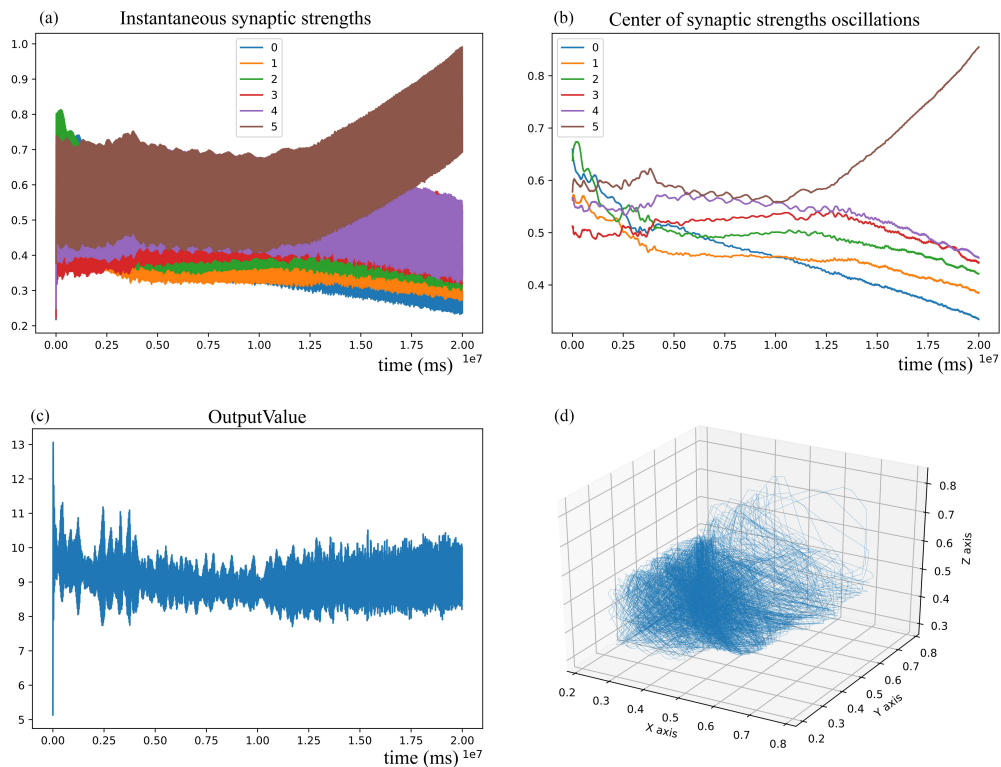 (a) Instantaneous synaptic strengths
1.0
0.9
0.8
0.7
0.6
0.5
0.4
0.3
0.2
0
1
2
3
4
5
0.00 0.25 0.50 0.75 1.00 1.25 1.50 1.75 2.00
1e7
time (ms)
(b) Center of synaptic strengths oscillations
0.8
0.7
0.6
0.5
0.4
0
1
2
3
4
5
0.00 0.25 0.50 0.75 1.00 1.25 1.50 1.75 2.00
1e7
time (ms)
(c) OutputValue
13
12
11
10
9
8
7
6
5
0.00 0.25 0.50 0.75 1.00 1.25 1.50 1.75 2.00
time (ms) 1e7
(d)
0.8
0.7
0.6
0.5
0.4
0.3
Z axis
0.2 0.3 0.4 0.5 0.6 0.7 0.8
X axis
0.2 0.3 0.4 0.5 0.6 0.7 0.8
Y axis